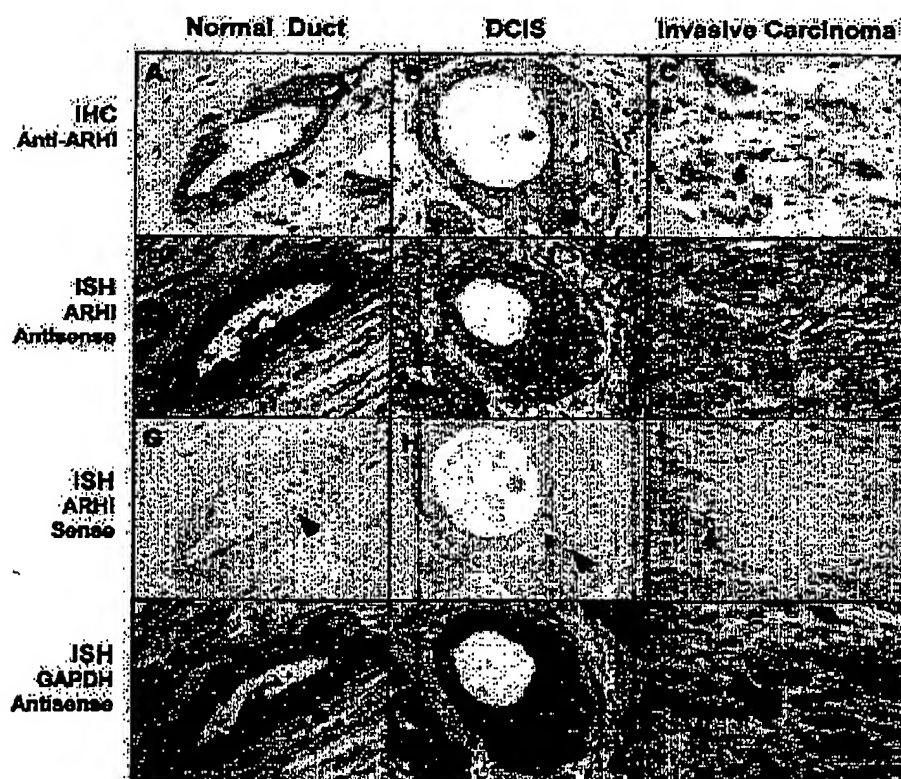 Normal Duct DCIS Invasive Carcinoma
A B C
IHC
Anti-ARHI
ISH
ARHI
Antisense
G H
ISH
ARHI
Sense
ISH
GAPDH
Antisense